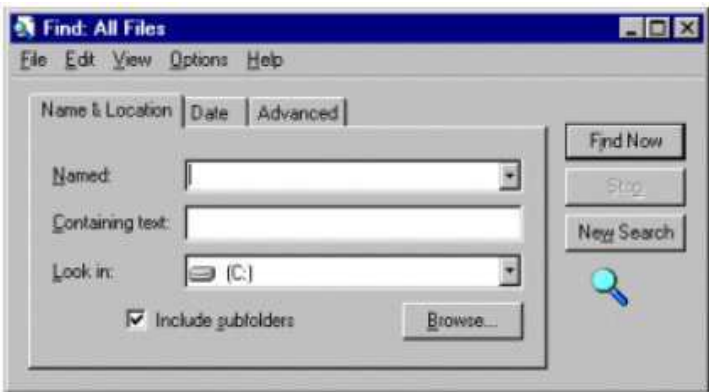 Find: All Files
File Edit View Options Help
Name & Location Date Advanced
Find Now
Named:
Stop
Containing text:
New Search
Look in: (C:)
Include subfolders Browse...